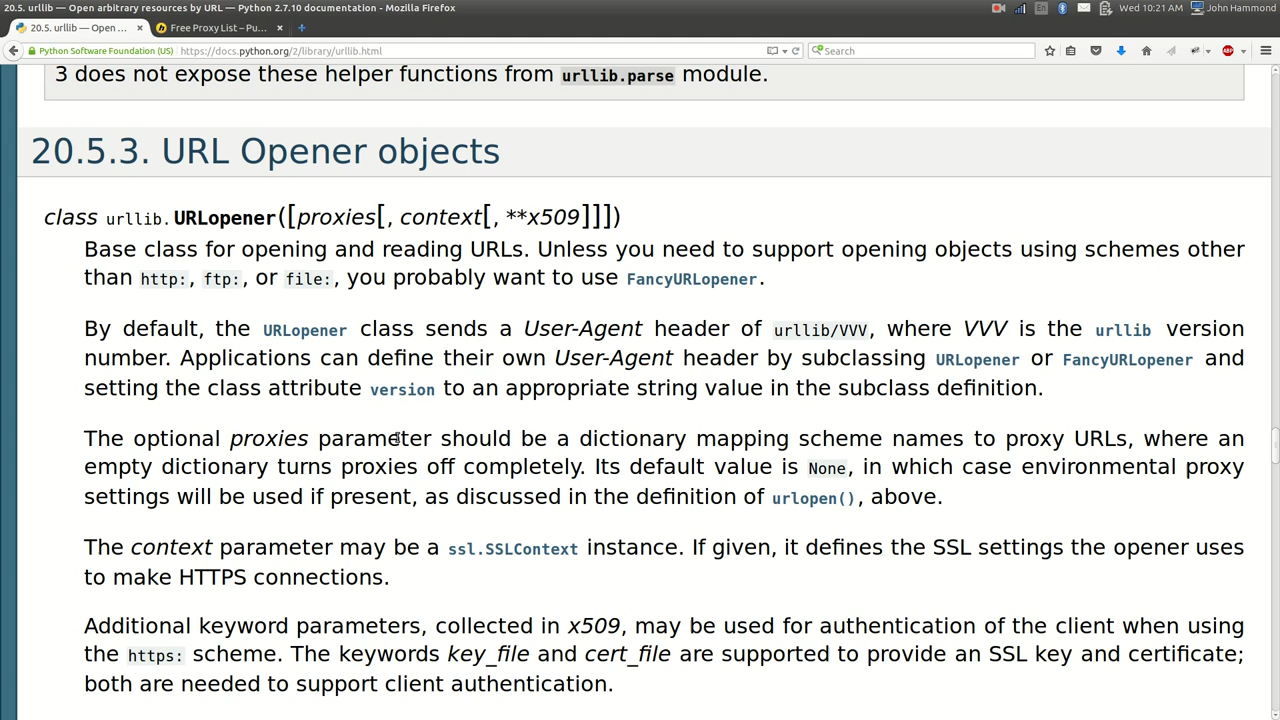 20.5. urllib — Open arbitrary resources by URL — Python 2.7.10 documentation - Mozilla Firefox
En
Wed 10:21 AM
John Hammond
20.5. urllib — Open ... ×
Free Proxy List – Pu... ×
Python Software Foundation (US)
https://docs.python.org/2/library/urllib.html
Search
ABP
3 does not expose these helper functions from urllib.parse module.
20.5.3. URL Opener objects
class urllib.URLopener([proxies[, context[, **x509]]])
Base class for opening and reading URLs. Unless you need to support opening objects using schemes other
than http:, ftp:, or file:, you probably want to use FancyURLopener.
By default, the URLopener class sends a User-Agent header of urllib/VVV, where VVV is the urllib version
number. Applications can define their own User-Agent header by subclassing URLopener or FancyURLopener and
setting the class attribute version to an appropriate string value in the subclass definition.
The optional proxies parameter should be a dictionary mapping scheme names to proxy URLs, where an
empty dictionary turns proxies off completely. Its default value is None, in which case environmental proxy
settings will be used if present, as discussed in the definition of urlopen(), above.
The context parameter may be a ssl.SSLContext instance. If given, it defines the SSL settings the opener uses
to make HTTPS connections.
Additional keyword parameters, collected in x509, may be used for authentication of the client when using
the https: scheme. The keywords key_file and cert_file are supported to provide an SSL key and certificate;
both are needed to support client authentication.